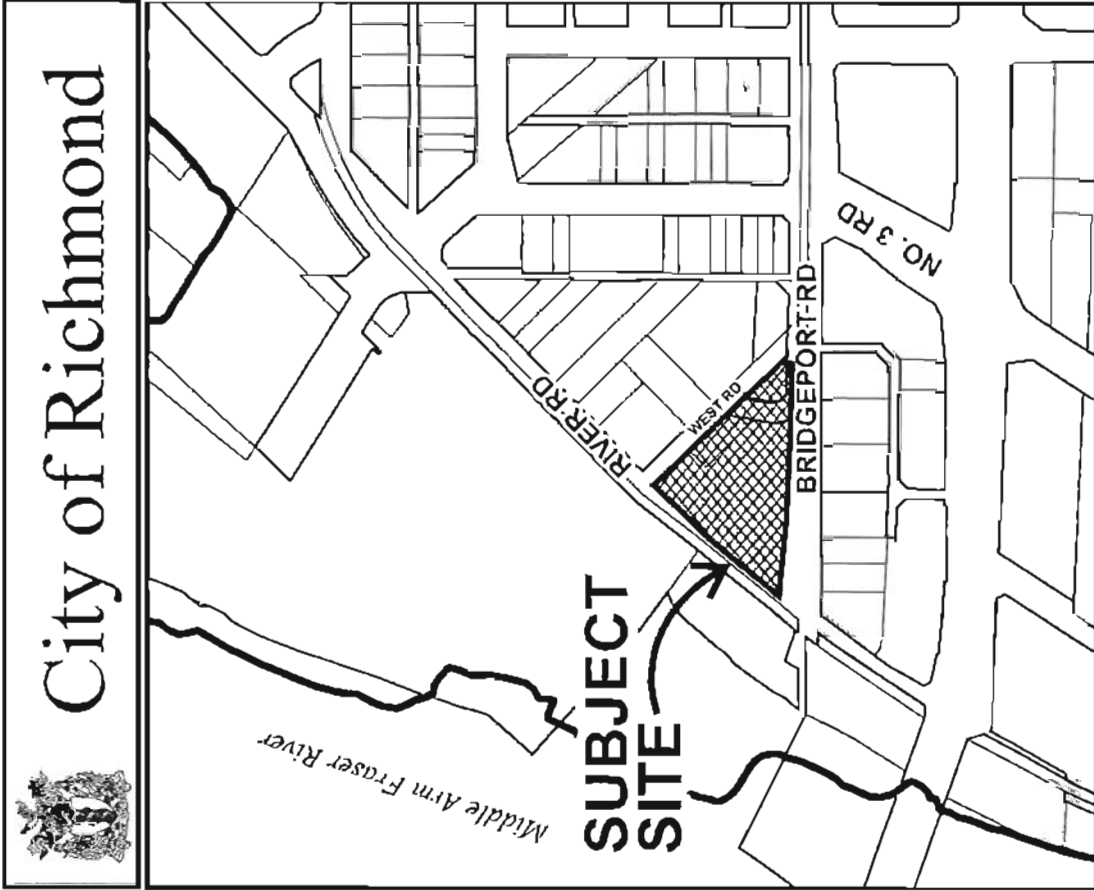 City of Richmond
NO. 3 RD
BRIDGEPORT RD
WEST RD
RIVER RD
SUBJECT
SITE
Middle Arm Fraser River